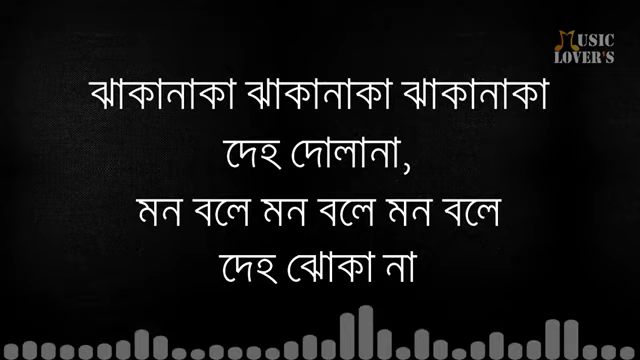 MUSIC
LOVER'S
ঝাকানাকা ঝাকানাকা ঝাকানাকা
দেহ দোলানা,
মন বলে মন বলে মন বলে
দেহ ঝোকা না